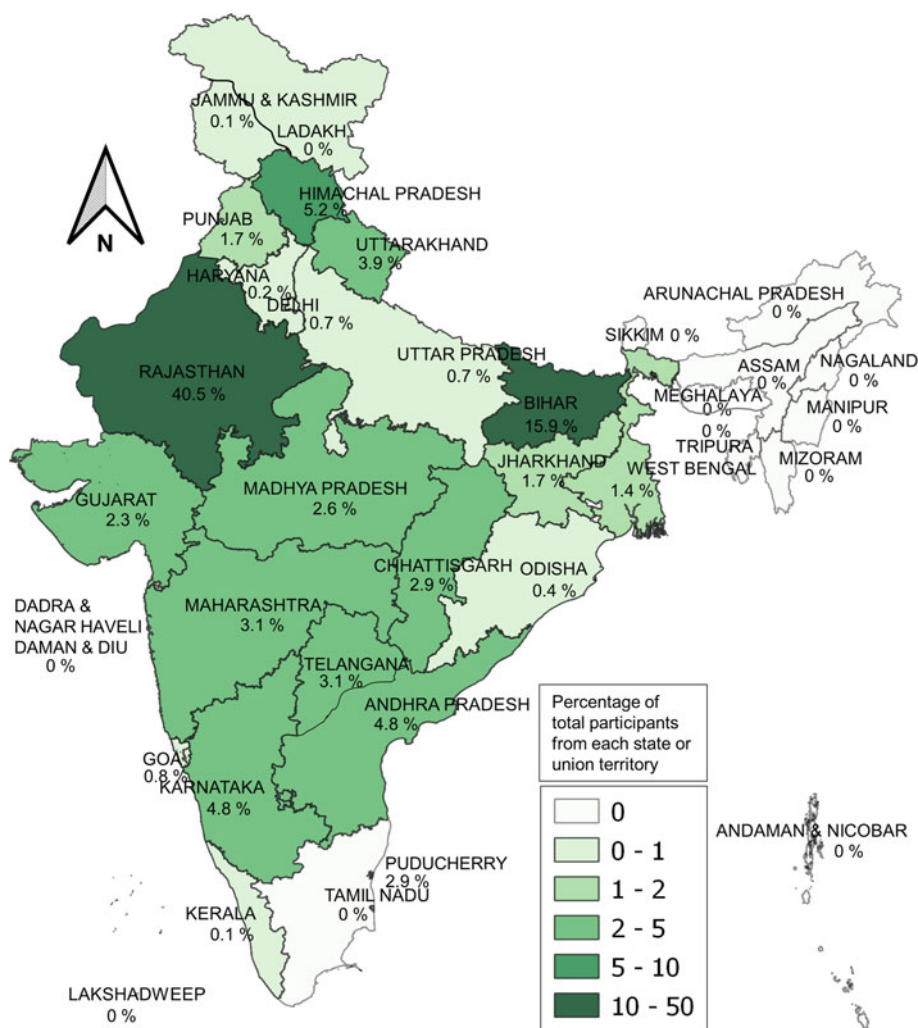 JAMMU & KASHMIR
0.1 %
LADAKH
0 %
HIMACHAL PRADESH
5.2 %
N
PUNJAB
1.7 %
UTTARAKHAND
3.9 %
HARYANA
0.2 %
DELHI
0.7 %
ARUNACHAL PRADESH
0 %
SIKKIM 0 %
UTTAR PRADESH
0.7 %
ASSAM
0 %
NAGALAND
0 %
RAJASTHAN
40.5 %
BIHAR
15.9 %
MEGHALAYA
0 %
MANIPUR
0 %
0 %
TRIPURA
MIZORAM
0 %
JHARKHAND
1.7 %
WEST BENGAL
1.4 %
GUJARAT
2.3 %
MADHYA PRADESH
2.6 %
CHHATTISGARH
2.9 %
ODISHA
0.4 %
DADRA &
NAGAR HAVELI
DAMAN & DIU
0 %
MAHARASHTRA
3.1 %
TELANGANA
3.1 %
ANDHRA PRADESH
4.8 %
GOA
0.8 %
KARNATAKA
4.8 %
PUDUCHERRY
2.9 %
TAMIL NADU
0 %
KERALA
0.1 %
LAKSHADWEEP
0 %
ANDAMAN & NICOBAR
0 %
Percentage of
total participants
from each state or
union territory
0
0 - 1
1 - 2
2 - 5
5 - 10
10 - 50